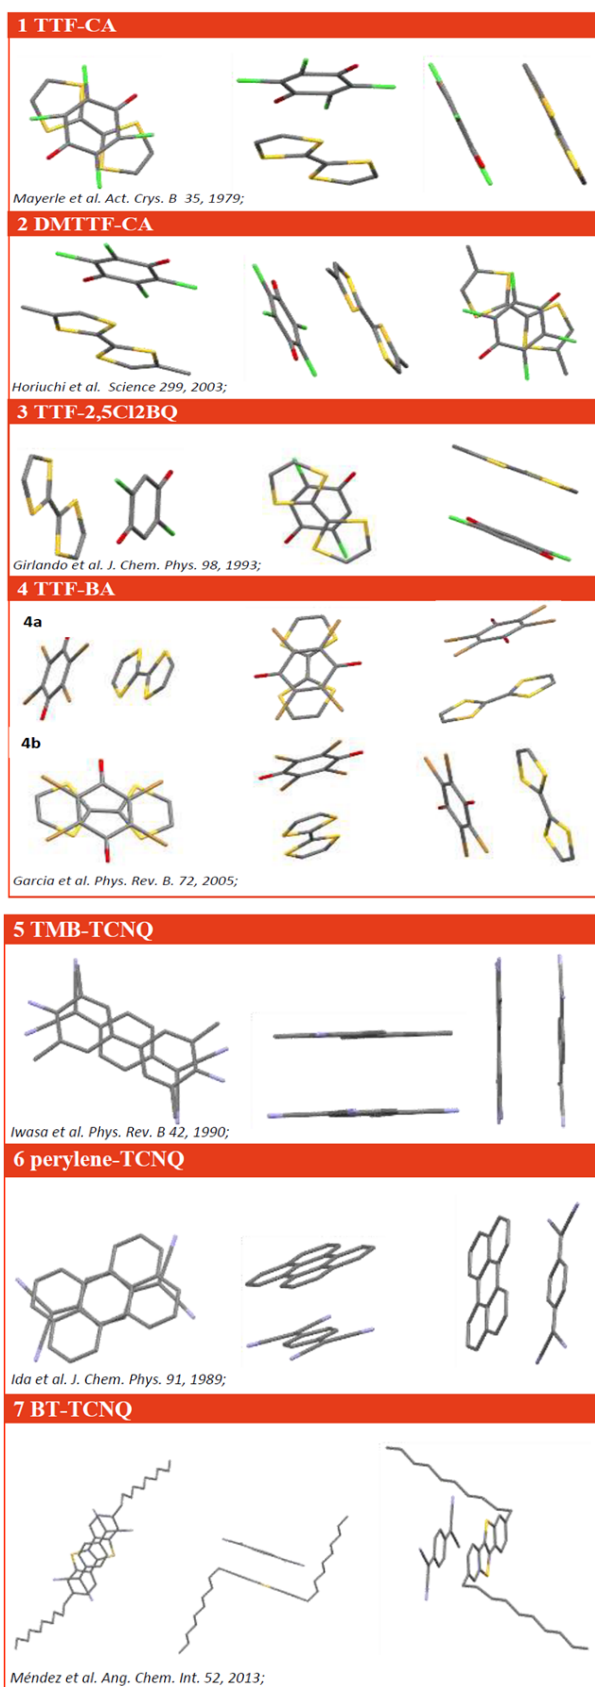 1 TTF-CA
Mayerle et al. Act. Crys. B 35, 1979;
2 DMTTF-CA
Horiuchi et al. Science 299, 2003;
3 TTF-2,5Cl2BQ
Girlando et al. J. Chem. Phys. 98, 1993;
4 TTF-BA
4a
4b
Garcia et al. Phys. Rev. B. 72, 2005;
5 TMB-TCNQ
Iwasa et al. Phys. Rev. B 42, 1990;
6 perylene-TCNQ
Ida et al. J. Chem. Phys. 91, 1989;
7 BT-TCNQ
Méndez et al. Ang. Chem. Int. 52, 2013;